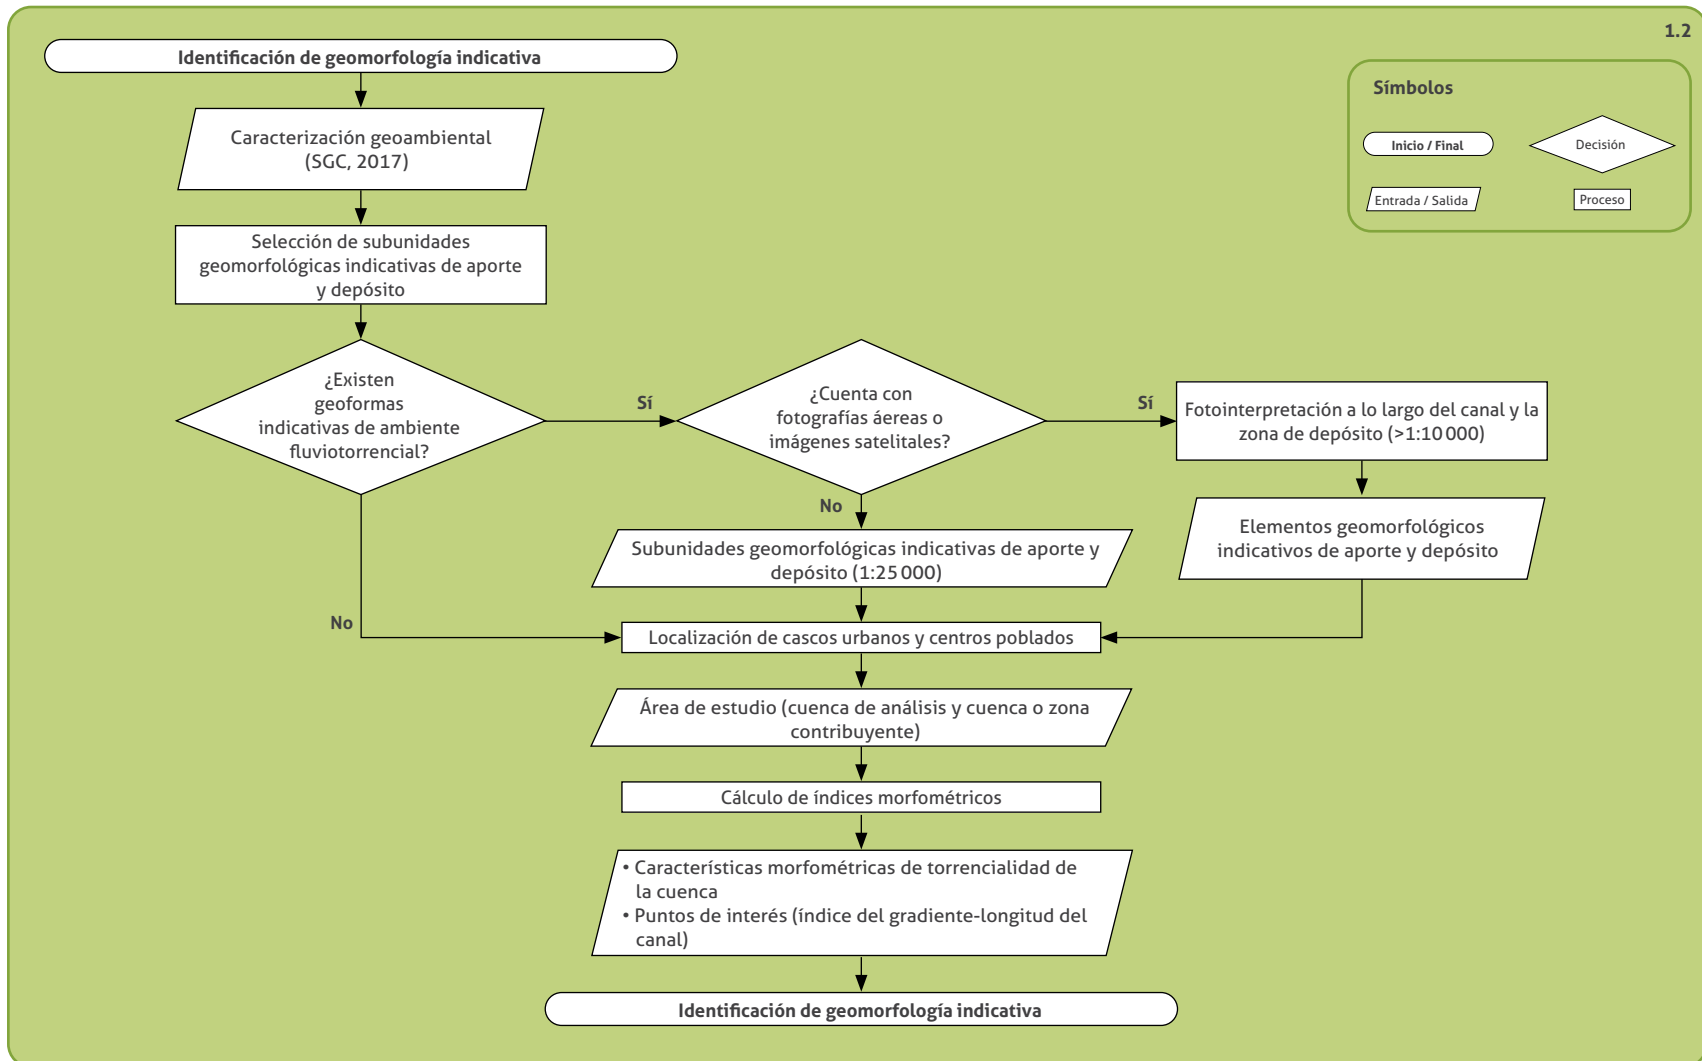 1.2
Identificación de geomorfología indicativa
Símbolos
Inicio / Final
Decisión
Entrada / Salida
Proceso
Caracterización geoambiental
(SGC, 2017)
Selección de subunidades
geomorfológicas indicativas de aporte
y depósito
¿Existen
geoformas
indicativas de ambiente
fluviotorrencial?
Sí
¿Cuenta con
fotografías áereas o
imágenes satelitales?
Sí
Fotointerpretación a lo largo del canal y la
zona de depósito (>1:10 000)
No
Elementos geomorfológicos
indicativos de aporte y depósito
Subunidades geomorfológicas indicativas de aporte y
depósito (1:25 000)
No
Localización de cascos urbanos y centros poblados
Área de estudio (cuenca de análisis y cuenca o zona
contribuyente)
Cálculo de índices morfométricos
• Característícas morfométricas de torrencialidad de
la cuenca
• Puntos de interés (índice del gradiente-longitud del
canal)
Identificación de geomorfología indicativa